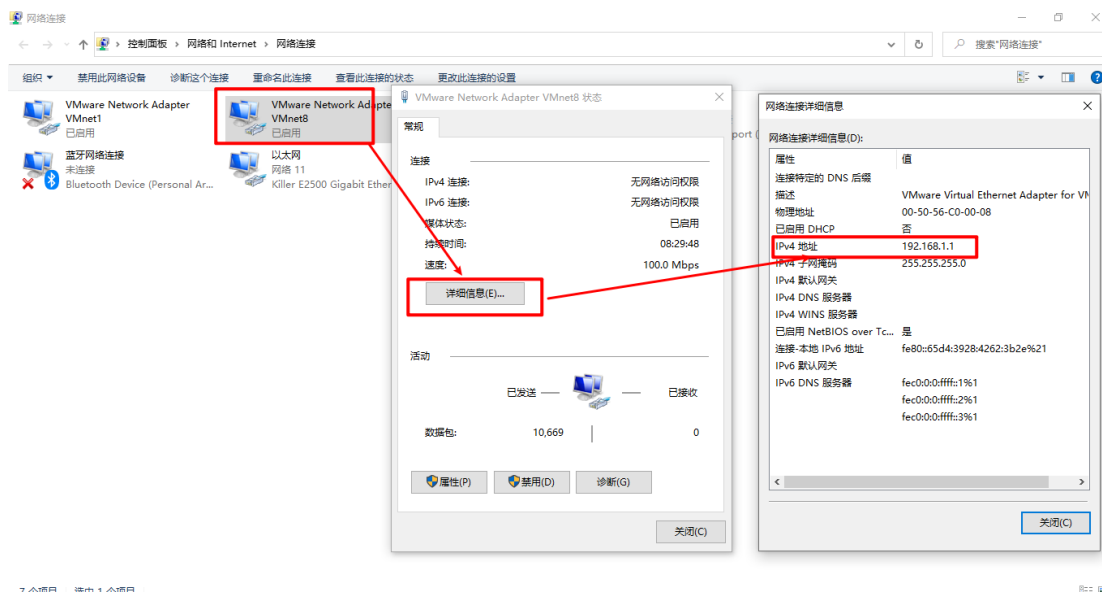 网络连接
控制面板 › 网络和 Internet › 网络连接
搜索"网络连接"
组织 禁用此网络设备 诊断这个连接 重命名此连接 查看此连接的状态 更改此连接的设置
VMware Network Adapter
VMnet1
已启用
VMware Network Adapte
VMnet8
已启用
蓝牙网络连接
未连接
Bluetooth Device (Personal Ar...
以太网
网络 11
Killer E2500 Gigabit Ether
port (
VMware Network Adapter VMnet8 状态
常规
连接
IPv4 连接: 无网络访问权限
IPv6 连接: 无网络访问权限
媒体状态: 已启用
持续时间: 08:29:48
速度: 100.0 Mbps
详细信息(E)...
活动
已发送 — — 已接收
数据包: 10,669 0
属性(P) 禁用(D) 诊断(G)
关闭(C)
网络连接详细信息
网络连接详细信息(D):
属性 值
连接特定的 DNS 后缀
描述 VMware Virtual Ethernet Adapter for VM
物理地址 00-50-56-C0-00-08
已启用 DHCP 否
IPv4 地址 192.168.1.1
IPv4 子网掩码 255.255.255.0
IPv4 默认网关
IPv4 DNS 服务器
IPv4 WINS 服务器
已启用 NetBIOS over Tc... 是
连接-本地 IPv6 地址 fe80::65d4:3928:4262:3b2e%21
IPv6 默认网关
IPv6 DNS 服务器 fec0:0:0:ffff::1%1
fec0:0:0:ffff::2%1
fec0:0:0:ffff::3%1
关闭(C)
7 个项目 选中 1 个项目